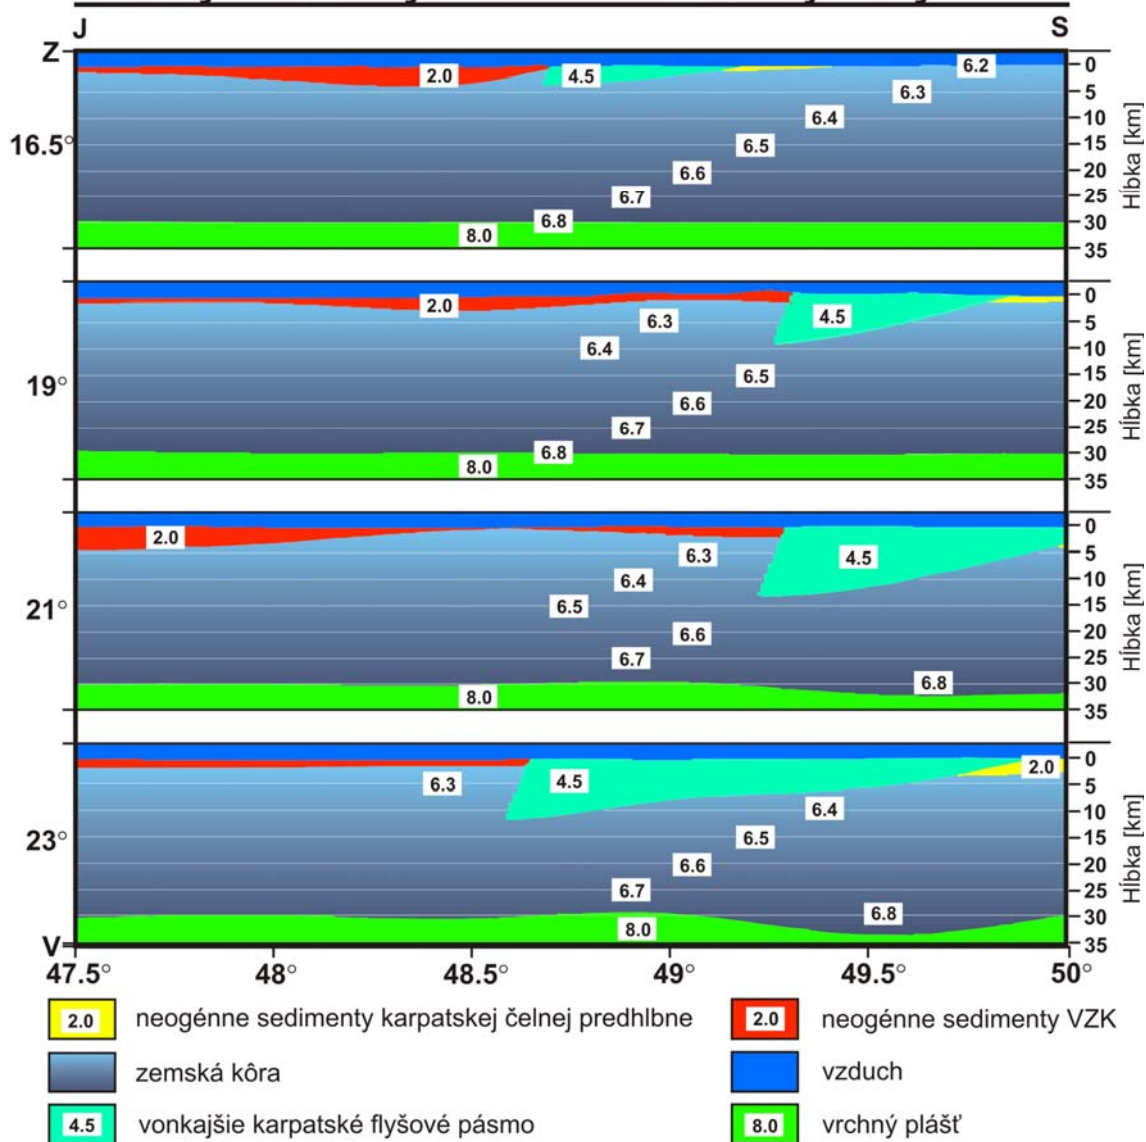 J S
Z
2.0 4.5 6.2 0
6.3 5
6.4 10
16.5° 6.5 15
6.6 20
6.7 25
6.8 30
8.0 35
Hĺbka [km]
2.0 4.5 0
6.3 5
6.4 10
19° 6.5 15
6.6 20
6.7 25
6.8 30
8.0 35
Hĺbka [km]
2.0 0
6.3 4.5 5
6.4 10
21° 6.5 15
6.6 20
6.7 25
6.8 30
8.0 35
Hĺbka [km]
2.0 0
6.3 4.5 5
6.4 10
23° 6.5 15
6.6 20
6.7 25
6.8 30
V 8.0 35
Hĺbka [km]
47.5° 48° 48.5° 49° 49.5° 50°
2.0 neogénne sedimenty karpatskej čelnej predhlbne
2.0 neogénne sedimenty VZK
zemská kôra
vzduch
4.5 vonkajšie karpatské flyšové pásmo
8.0 vrchný plášť